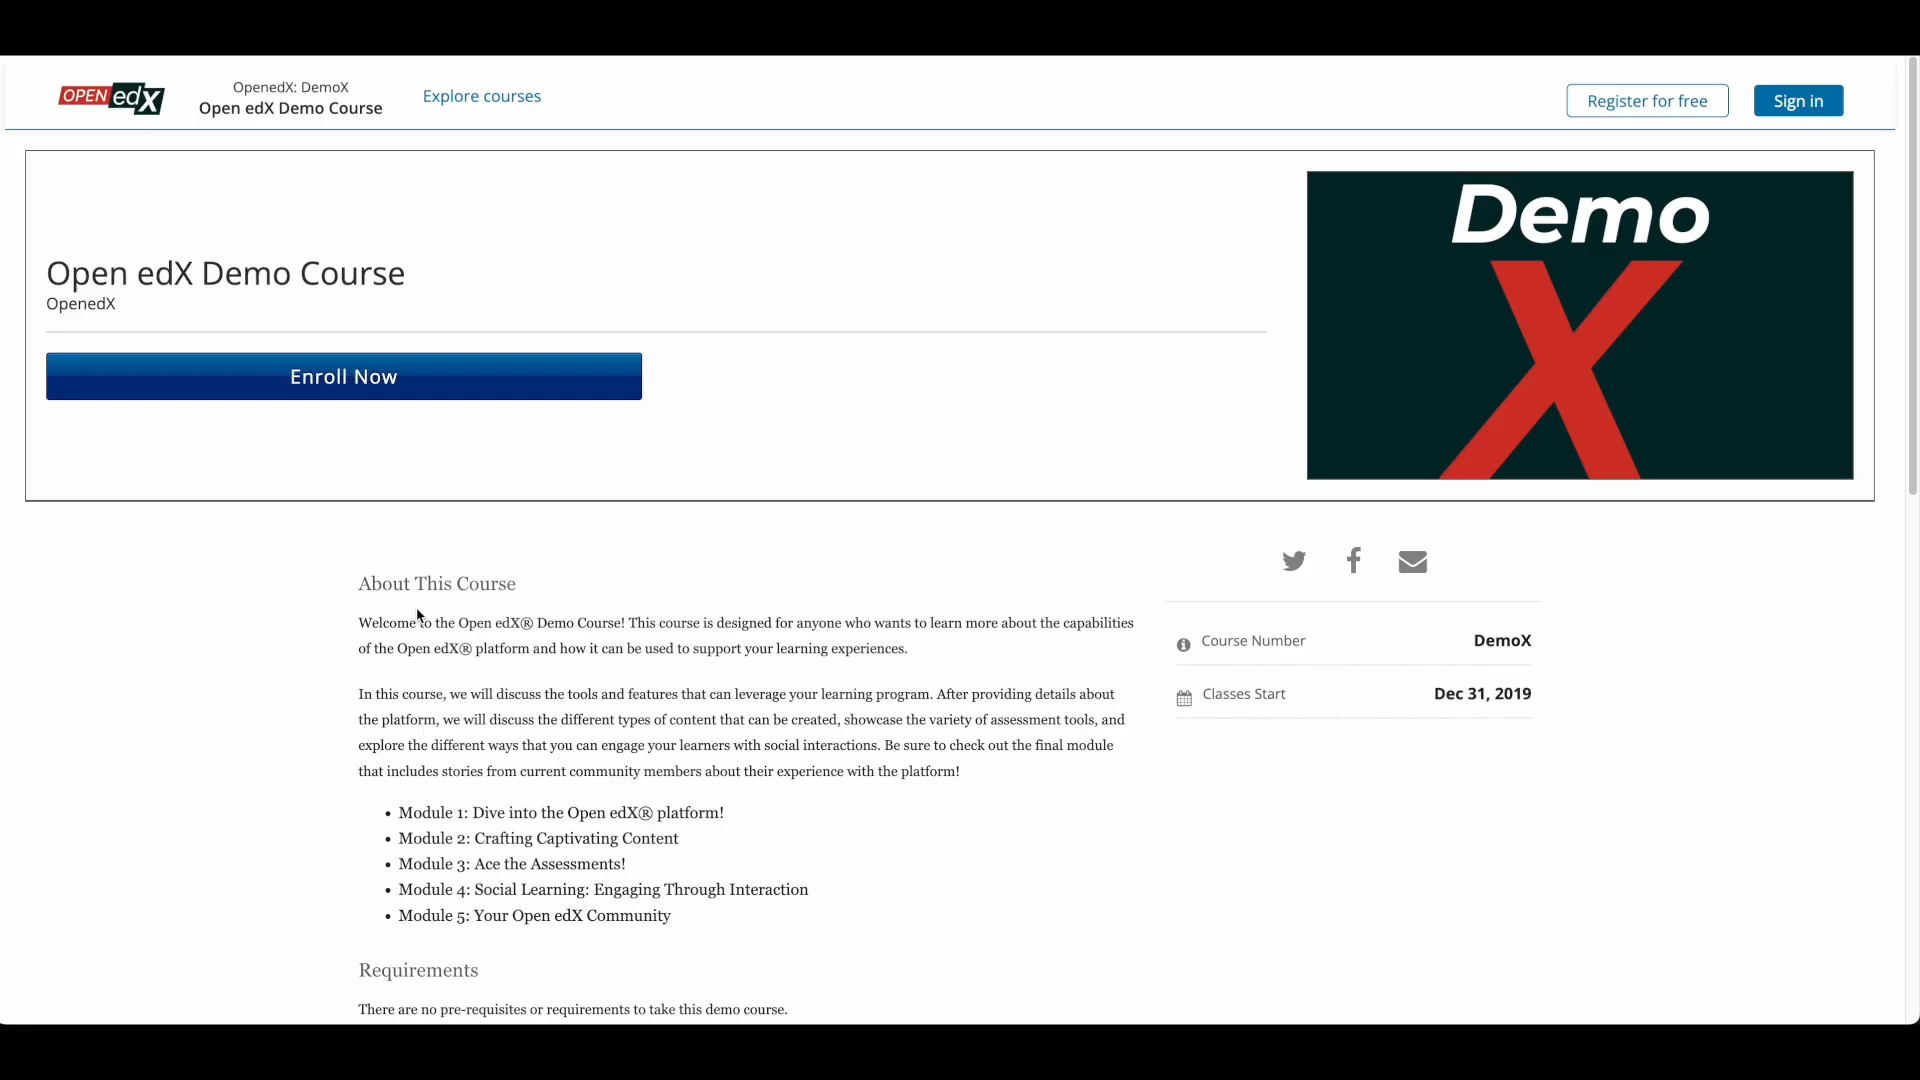 OPEN edX
OpenedX: DemoX
Open edX Demo Course
Explore courses
Register for free
Sign in
Open edX Demo Course
OpenedX
Enroll Now
Demo
X
About This Course
Welcome to the Open edX® Demo Course! This course is designed for anyone who wants to learn more about the capabilities
of the Open edX® platform and how it can be used to support your learning experiences.
In this course, we will discuss the tools and features that can leverage your learning program. After providing details about
the platform, we will discuss the different types of content that can be created, showcase the variety of assessment tools, and
explore the different ways that you can engage your learners with social interactions. Be sure to check out the final module
that includes stories from current community members about their experience with the platform!
• Module 1: Dive into the Open edX® platform!
• Module 2: Crafting Captivating Content
• Module 3: Ace the Assessments!
• Module 4: Social Learning: Engaging Through Interaction
• Module 5: Your Open edX Community
Requirements
There are no pre-requisites or requirements to take this demo course.
Course Number DemoX
Classes Start Dec 31, 2019